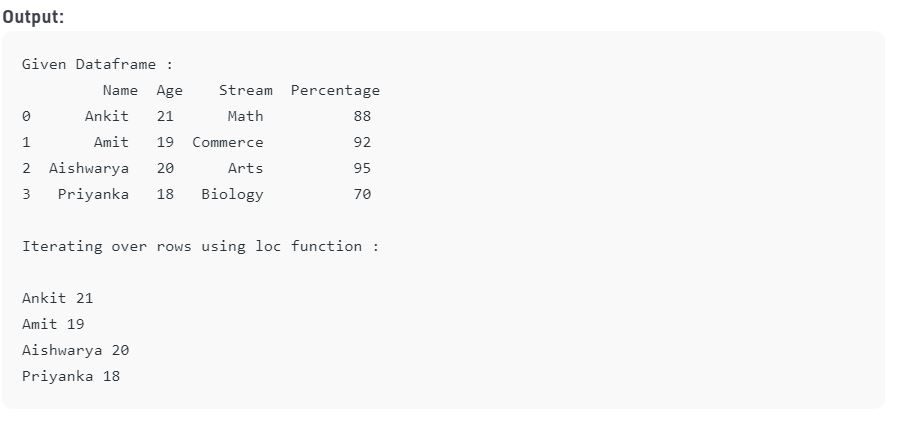 Output:
Given Dataframe :
        Name  Age    Stream  Percentage
0      Ankit   21      Math          88
1       Amit   19  Commerce          92
2  Aishwarya   20      Arts          95
3   Priyanka   18   Biology          70
Iterating over rows using loc function :
Ankit 21
Amit 19
Aishwarya 20
Priyanka 18